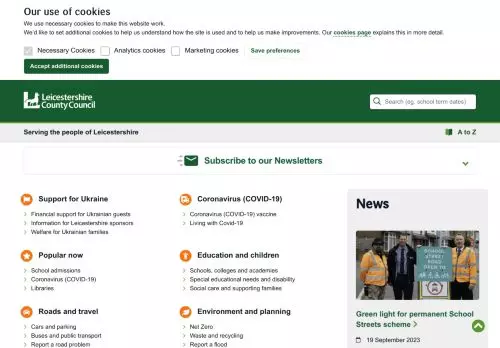 Our use of cookies
We use necessary cookies to make this website work.
We'd like to set additional cookies to help us understand how the site is used and to help us make improvements. Our cookies page explains this in more detail.
Necessary Cookies Analytics cookies Marketing cookies Save preferences
Accept additional cookies
Leicestershire
County Council
Search (eg. school term dates)
Serving the people of Leicestershire
A to Z
Subscribe to our Newsletters
Support for Ukraine
Financial support for Ukrainian guests
Information for Leicestershire sponsors
Welfare for Ukrainian families
Coronavirus (COVID-19)
Coronavirus (COVID-19) vaccine
Living with Covid-19
Popular now
School admissions
Coronavirus (COVID-19)
Libraries
Education and children
Schools, colleges and academies
Special educational needs and disability
Social care and supporting families
Roads and travel
Cars and parking
Buses and public transport
Report a road problem
Environment and planning
Net Zero
Waste and recycling
Report a flood
News
SCHOOL
STREET
ROAD
OPEN TO
Green light for permanent School
Streets scheme
19 September 2023